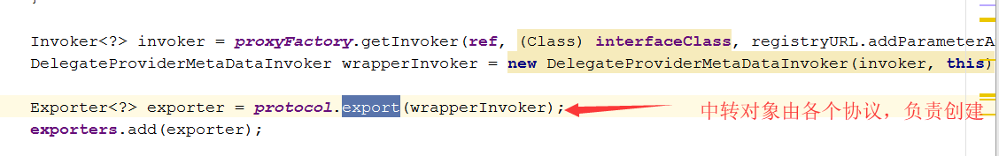 Invoker<?> invoker = proxyFactory.getInvoker(ref, (Class) interfaceClass, registryURL.addParameterA
DelegateProviderMetaDataInvoker wrapperInvoker = new DelegateProviderMetaDataInvoker(invoker, this)
Exporter<?> exporter = protocol.export(wrapperInvoker); 中转对象由各个协议，负责创建
exporters.add(exporter);